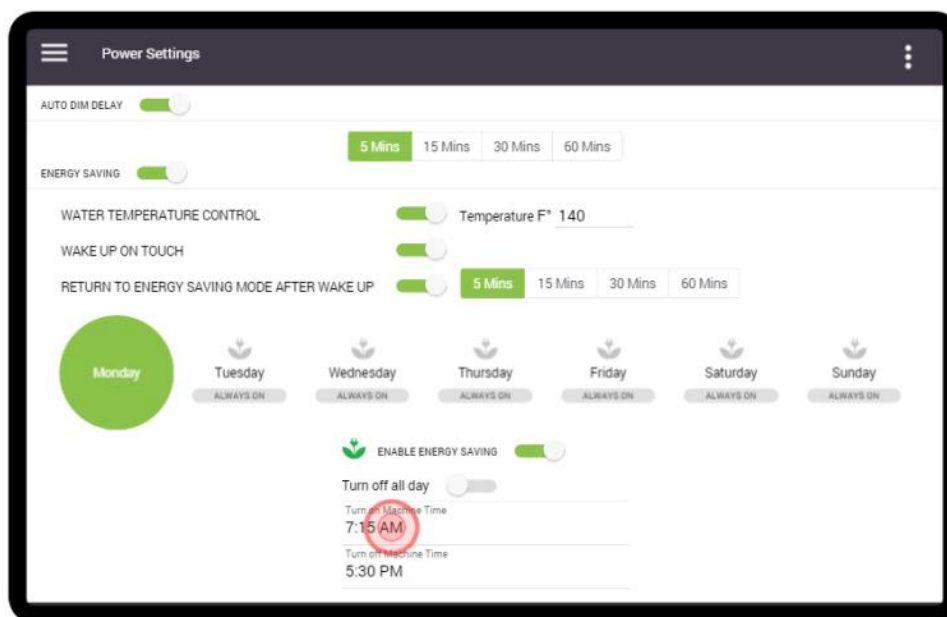 Power Settings
AUTO DIM DELAY
5 Mins 15 Mins 30 Mins 60 Mins
ENERGY SAVING
WATER TEMPERATURE CONTROL Temperature F° 140
WAKE UP ON TOUCH
RETURN TO ENERGY SAVING MODE AFTER WAKE UP 5 Mins 15 Mins 30 Mins 60 Mins
Monday Tuesday Wednesday Thursday Friday Saturday Sunday
ALWAYS ON ALWAYS ON ALWAYS ON ALWAYS ON ALWAYS ON ALWAYS ON
ENABLE ENERGY SAVING
Turn off all day
Turn on Machine Time
7:15 AM
Turn off Machine Time
5:30 PM